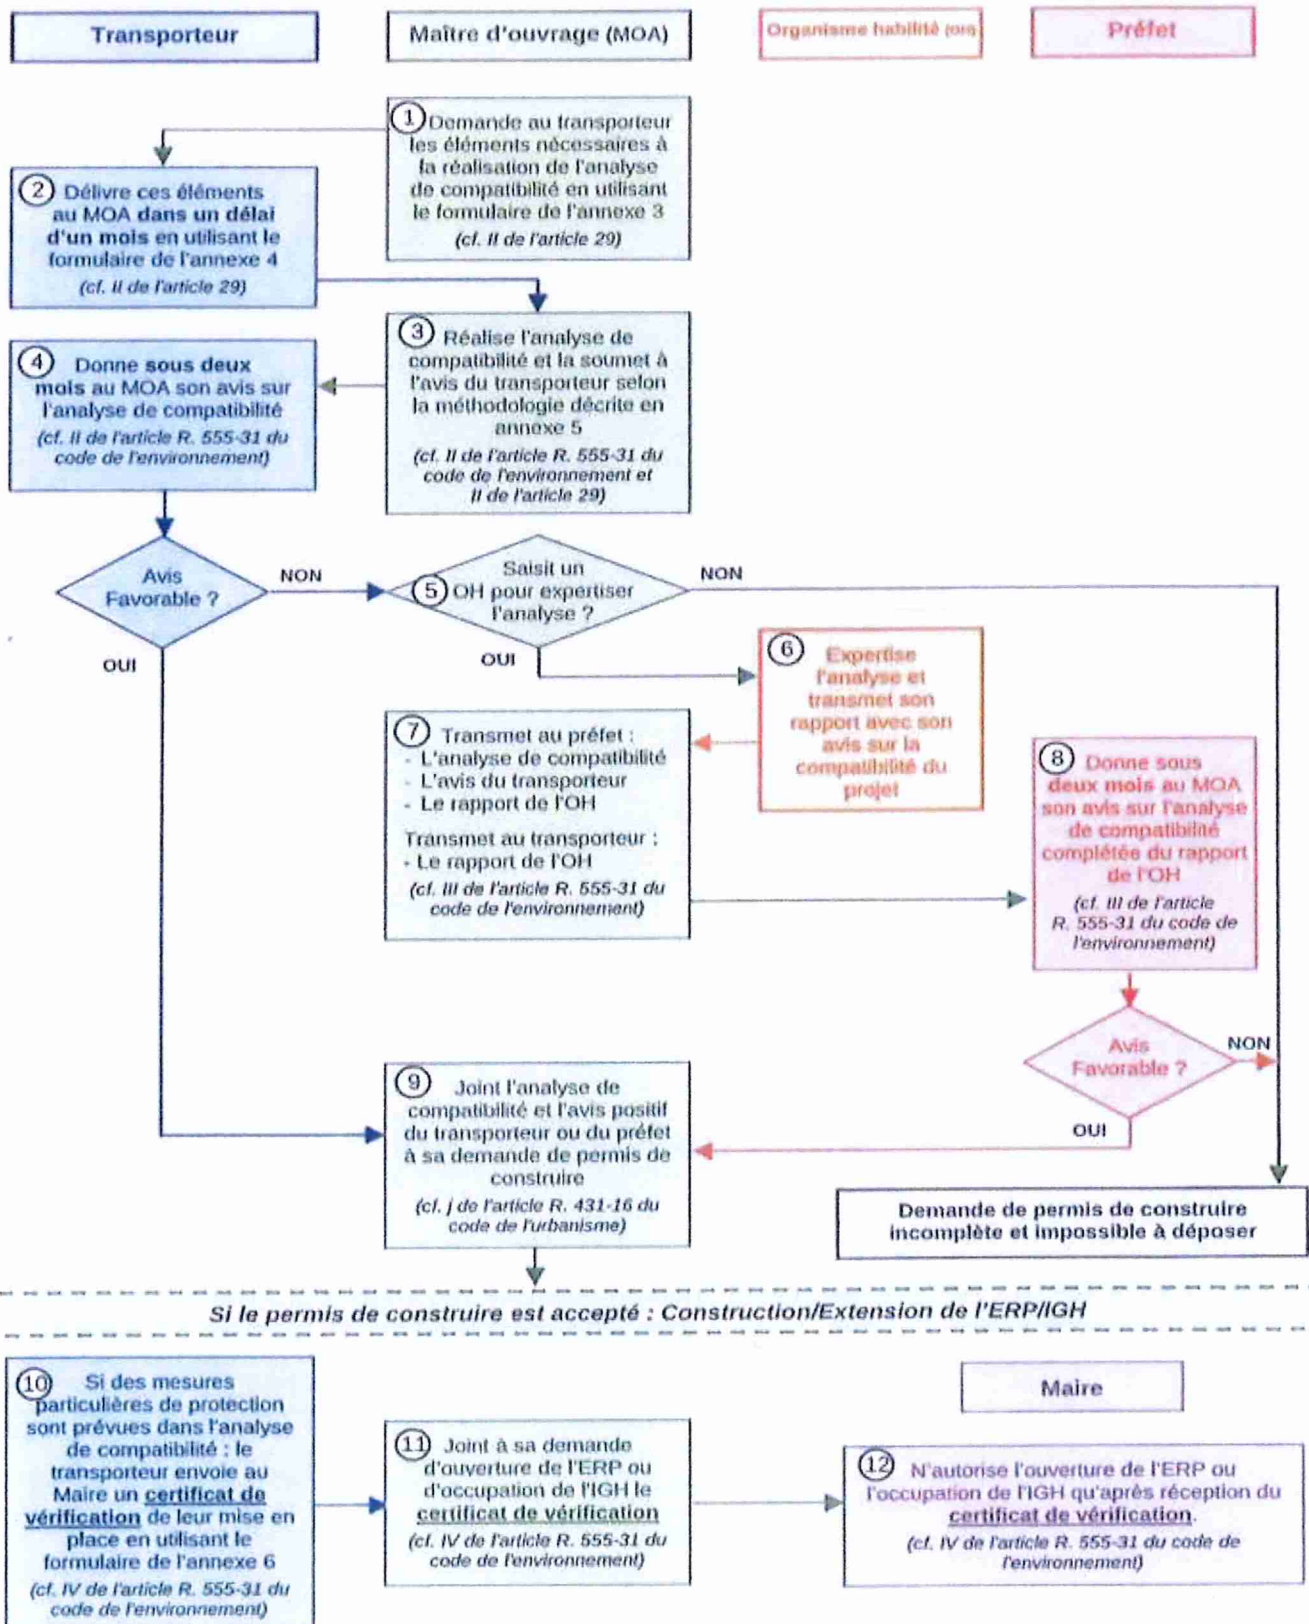 Transporteur
Maître d'ouvrage (MOA)
Organisme habilité (OH)
Préfet
1 Demande au transporteur
les éléments nécessaires à
la réalisation de l'analyse
de compatibilité en utilisant
le formulaire de l'annexe 3
(cf. II de l'article 29)
2 Délivre ces éléments
au MOA dans un délai
d'un mois en utilisant le
formulaire de l'annexe 4
(cf. II de l'article 29)
3 Réalise l'analyse de
compatibilité et la soumet à
l'avis du transporteur selon
la méthodologie décrite en
annexe 5
(cf. II de l'article R. 555-31 du
code de l'environnement et
II de l'article 29)
4 Donne sous deux
mois au MOA son avis sur
l'analyse de compatibilité
(cf. II de l'article R. 555-31 du
code de l'environnement)
Avis
Favorable ?
NON
OUI
Saisit un
5 OH pour expertiser
l'analyse ?
NON
OUI
6 Expertise
l'analyse et
transmet son
rapport avec son
avis sur la
compatibilité du
projet
7 Transmet au préfet :
- L'analyse de compatibilité
- L'avis du transporteur
- Le rapport de l'OH
Transmet au transporteur :
- Le rapport de l'OH
(cf. III de l'article R. 555-31 du
code de l'environnement)
8 Donne sous
deux mois au MOA
son avis sur l'analyse
de compatibilité
complétée du rapport
de l'OH
(cf. III de l'article
R. 555-31 du code de
l'environnement)
Avis
Favorable ?
NON
OUI
9 Joint l'analyse de
compatibilité et l'avis positif
du transporteur ou du préfet
à sa demande de permis de
construire
(cf. j de l'article R. 431-16 du
code de l'urbanisme)
Demande de permis de construire
incomplète et impossible à déposer
Si le permis de construire est accepté : Construction/Extension de l'ERP/IGH
10 Si des mesures
particulières de protection
sont prévues dans l'analyse
de compatibilité : le
transporteur envoie au
Maire un certificat de
vérification de leur mise en
place en utilisant le
formulaire de l'annexe 6
(cf. IV de l'article R. 555-31 du
code de l'environnement)
11 Joint à sa demande
d'ouverture de l'ERP ou
d'occupation de l'IGH le
certificat de vérification
(cf. IV de l'article R. 555-31 du
code de l'environnement)
Maire
12 N'autorise l'ouverture de l'ERP ou
l'occupation de l'IGH qu'après réception du
certificat de vérification.
(cf. IV de l'article R. 555-31 du code de
l'environnement)